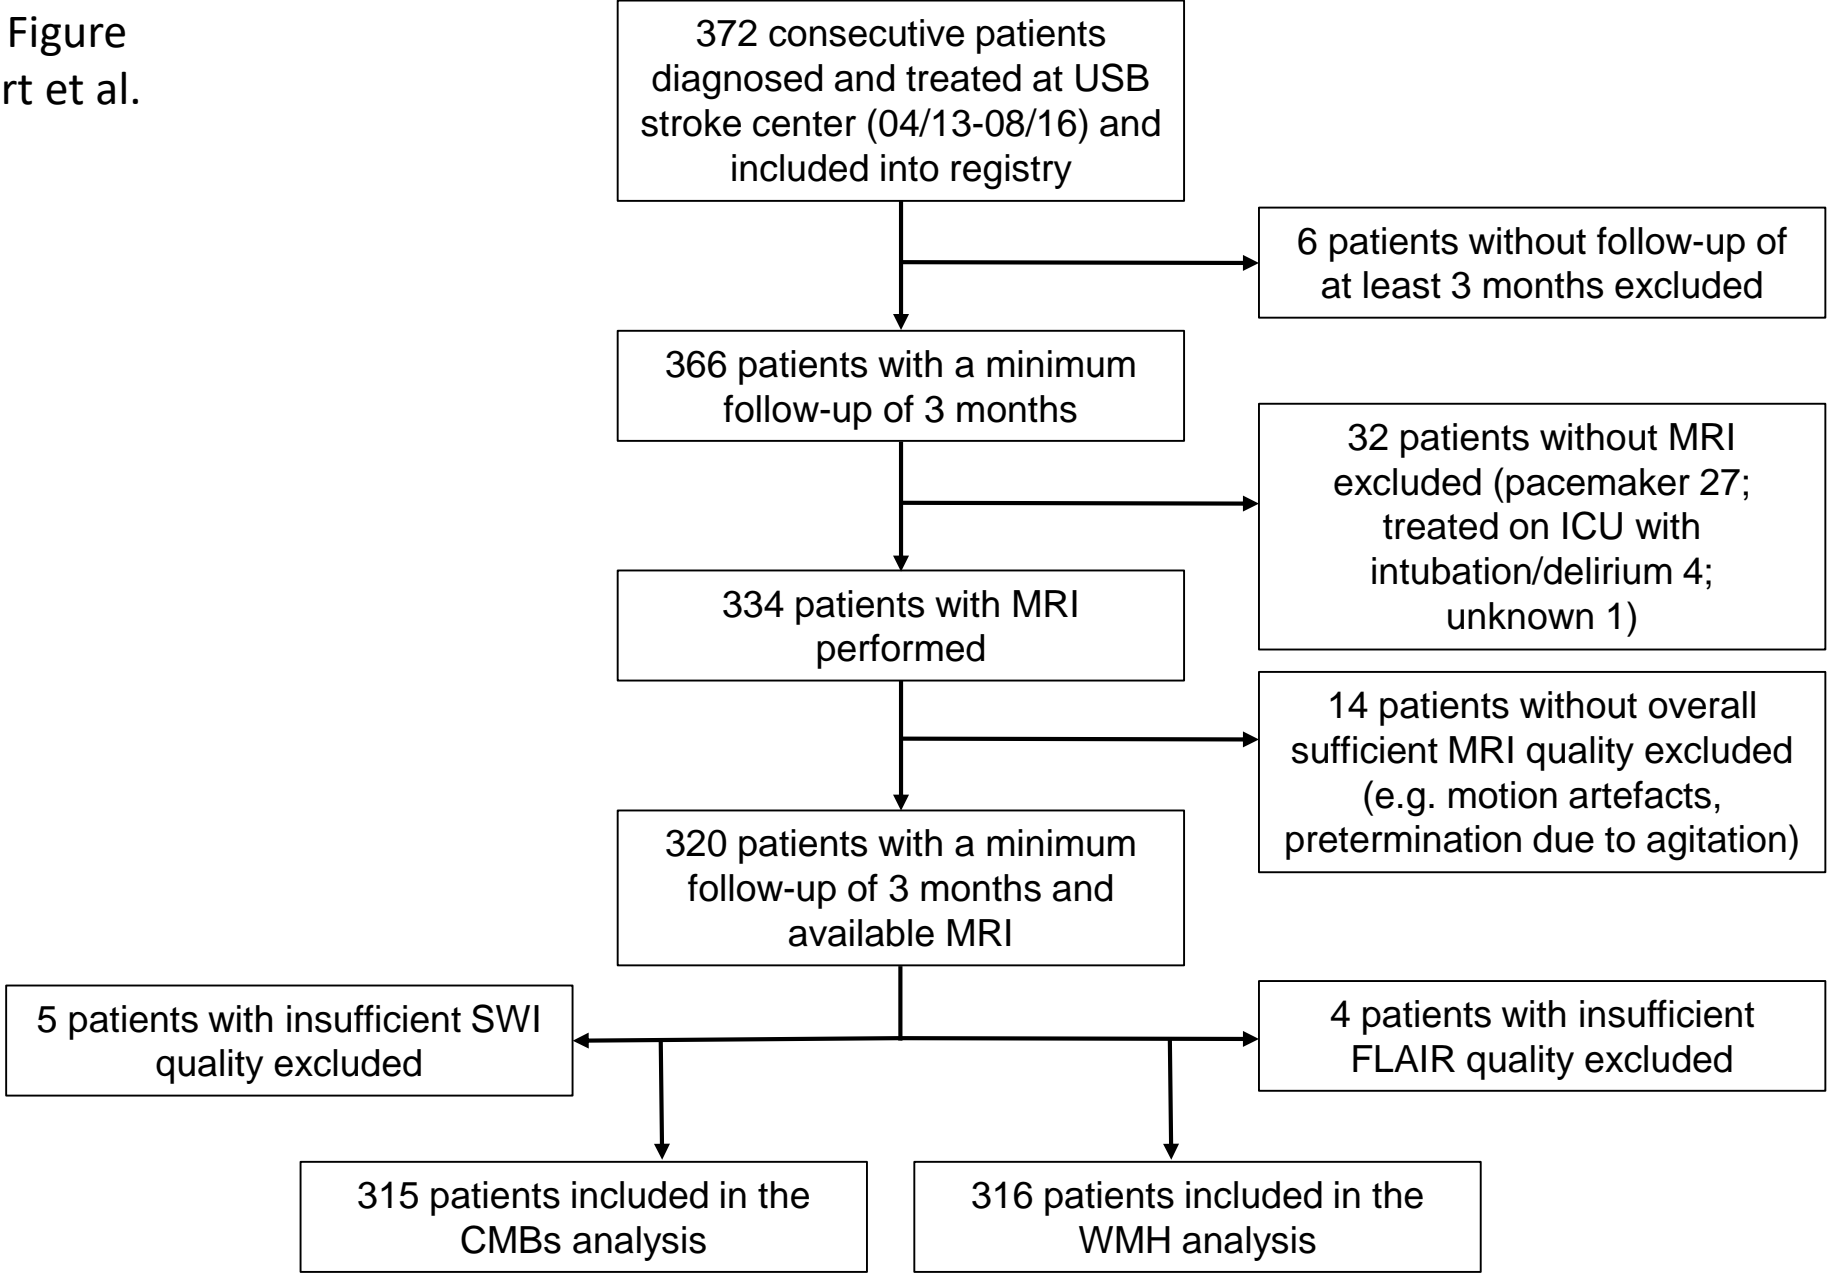 Figure
rt et al.
372 consecutive patients
diagnosed and treated at USB
stroke center (04/13-08/16) and
included into registry
6 patients without follow-up of
at least 3 months excluded
366 patients with a minimum
follow-up of 3 months
32 patients without MRI
excluded (pacemaker 27;
treated on ICU with
intubation/delirium 4;
unknown 1)
334 patients with MRI
performed
14 patients without overall
sufficient MRI quality excluded
(e.g. motion artefacts,
pretermination due to agitation)
320 patients with a minimum
follow-up of 3 months and
available MRI
5 patients with insufficient SWI
quality excluded
4 patients with insufficient
FLAIR quality excluded
315 patients included in the
CMBs analysis
316 patients included in the
WMH analysis